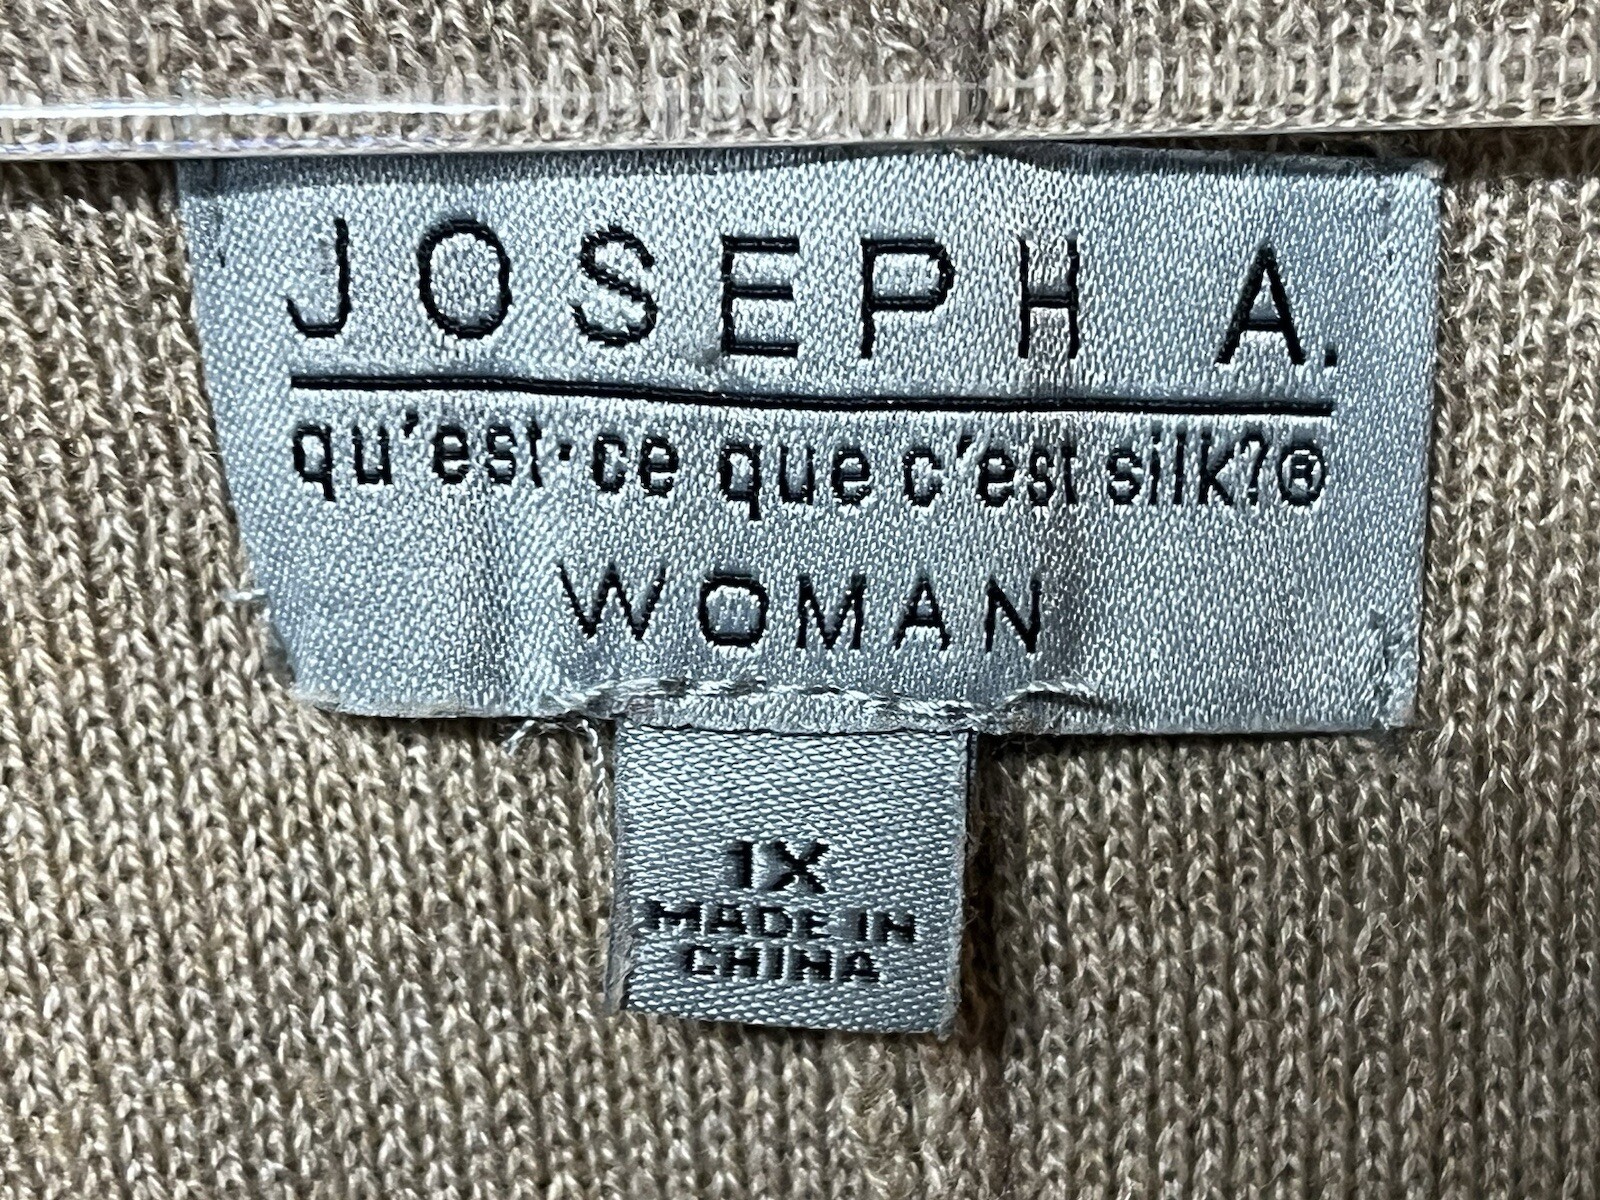 JOSEPH A.
qu'est·ce que c'est silk?®
WOMAN
1X
MADE IN
CHINA